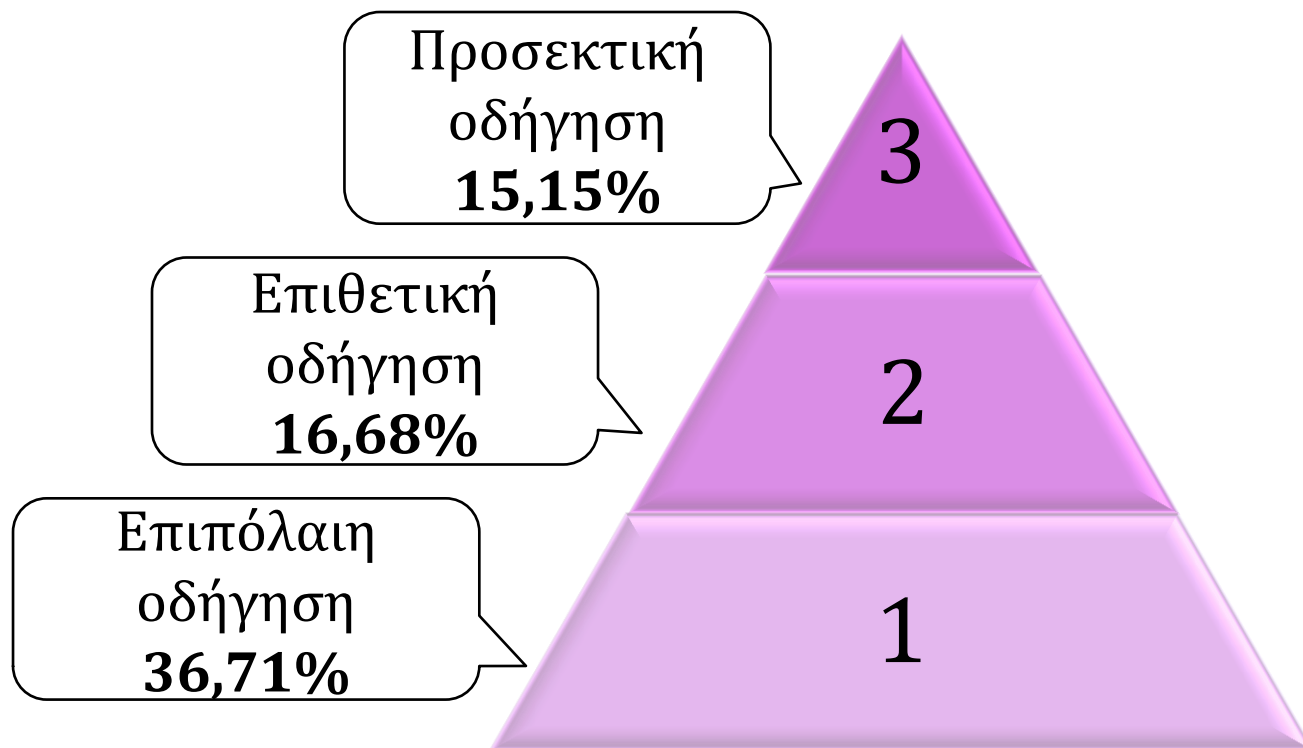 Προσεκτική
οδήγηση
15,15%
3
Επιθετική
οδήγηση
16,68%
2
Επιπόλαιη
οδήγηση
36,71%
1